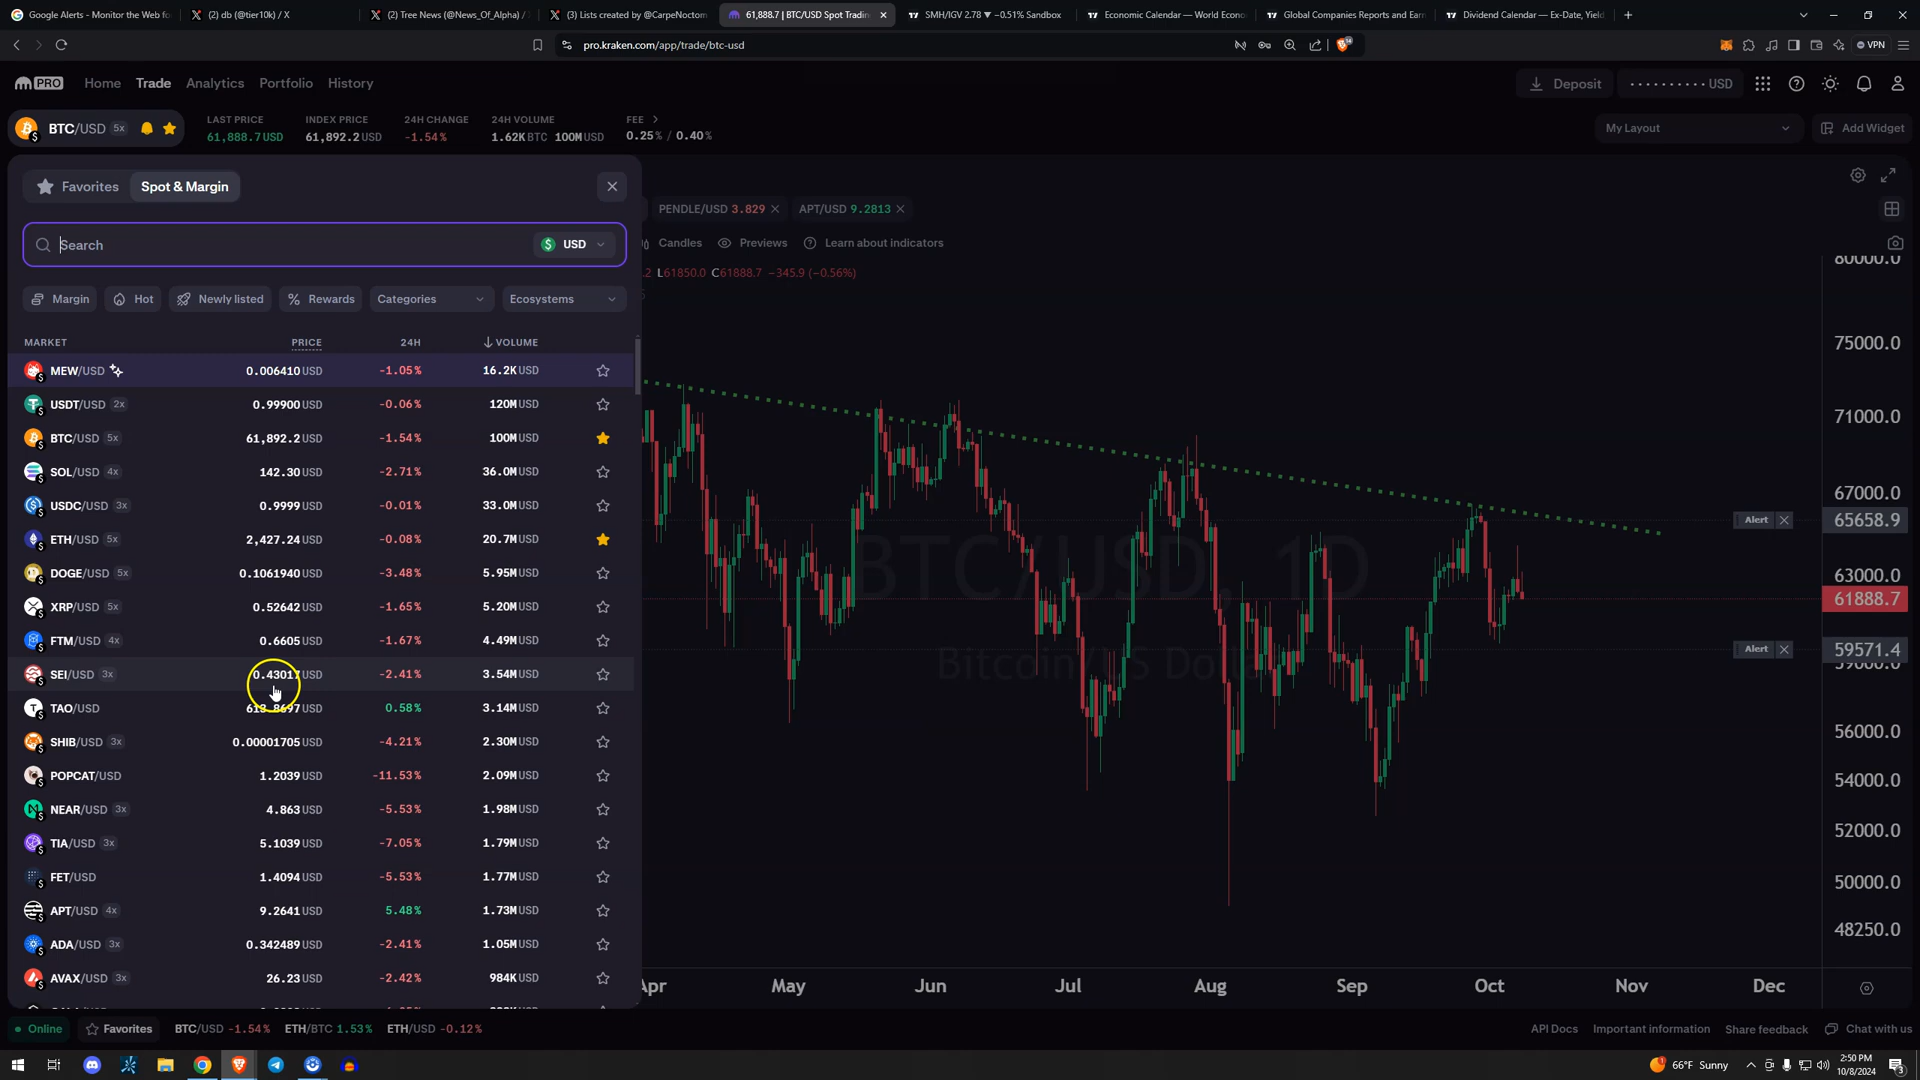 Google Alerts - Monitor the Web fo
(2) db (@tier10k) / X
(2) Tree News (@News_Of_Alpha) /
(3) Lists created by @CarpeNoctom
61,888.7 | BTC/USD Spot Tradin
SMH/IGV 2.78 ▼ −0.51% Sandbox
Economic Calendar — World Econo
Global Companies Reports and Earn
Dividend Calendar — Ex-Date, Yield,
pro.kraken.com/app/trade/btc-usd
VPN
PRO Home Trade Analytics Portfolio History
Deposit
·········· USD
BTC/USD 5x
LAST PRICE INDEX PRICE 24H CHANGE 24H VOLUME FEE
61,888.7 USD 61,892.2 USD -1.54% 1.62K BTC 100M USD 0.25% / 0.40%
My Layout
Add Widget
Favorites Spot & Margin
Search USD
Margin Hot Newly listed Rewards Categories Ecosystems
MARKET PRICE 24H VOLUME
MEW/USD 0.006410 USD -1.05% 16.2K USD
USDT/USD 2x 0.99900 USD -0.06% 120M USD
BTC/USD 5x 61,892.2 USD -1.54% 100M USD
SOL/USD 4x 142.30 USD -2.71% 36.0M USD
USDC/USD 3x 0.9999 USD -0.01% 33.0M USD
ETH/USD 5x 2,427.24 USD -0.08% 20.7M USD
DOGE/USD 5x 0.1061940 USD -3.48% 5.95M USD
XRP/USD 5x 0.52642 USD -1.65% 5.20M USD
FTM/USD 4x 0.6605 USD -1.67% 4.49M USD
SEI/USD 3x 0.43017 USD -2.41% 3.54M USD
TAO/USD 613.8697 USD 0.58% 3.14M USD
SHIB/USD 3x 0.00001705 USD -4.21% 2.30M USD
POPCAT/USD 1.2039 USD -11.53% 2.09M USD
NEAR/USD 3x 4.863 USD -5.53% 1.98M USD
TIA/USD 3x 5.1039 USD -7.05% 1.79M USD
FET/USD 1.4094 USD -5.53% 1.77M USD
APT/USD 4x 9.2641 USD 5.48% 1.73M USD
ADA/USD 3x 0.342489 USD -2.41% 1.05M USD
AVAX/USD 3x 26.23 USD -2.42% 984K USD
PENDLE/USD 3.829 APT/USD 9.2813
Candles Previews Learn about indicators
L61850.0 C61888.7 −345.9 (−0.56%)
BTC/USD, 1D
Bitcoin/US Dolla
80000.0
75000.0
71000.0
67000.0
Alert 65658.9
63000.0
61888.7
Alert 59571.4
59000.0
56000.0
54000.0
52000.0
50000.0
48250.0
Apr May Jun Jul Aug Sep Oct Nov Dec
Online Favorites BTC/USD -1.54% ETH/BTC 1.53% ETH/USD -0.12%
API Docs Important information Share feedback Chat with us
66°F Sunny
2:50 PM
10/8/2024